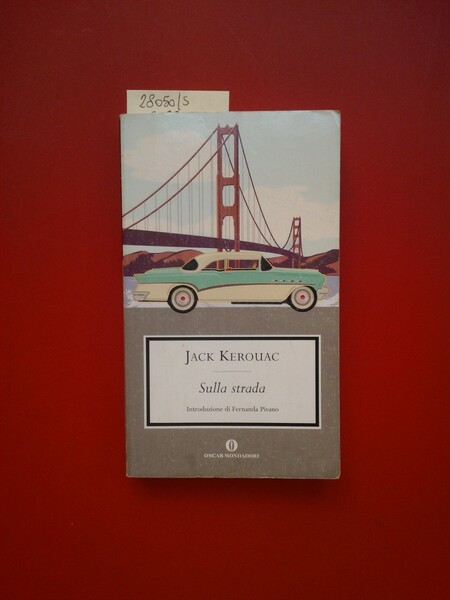 28050/s
JACK KEROUAC
Sulla strada
Introduzione di Fernanda Pivano
OSCAR MONDADORI